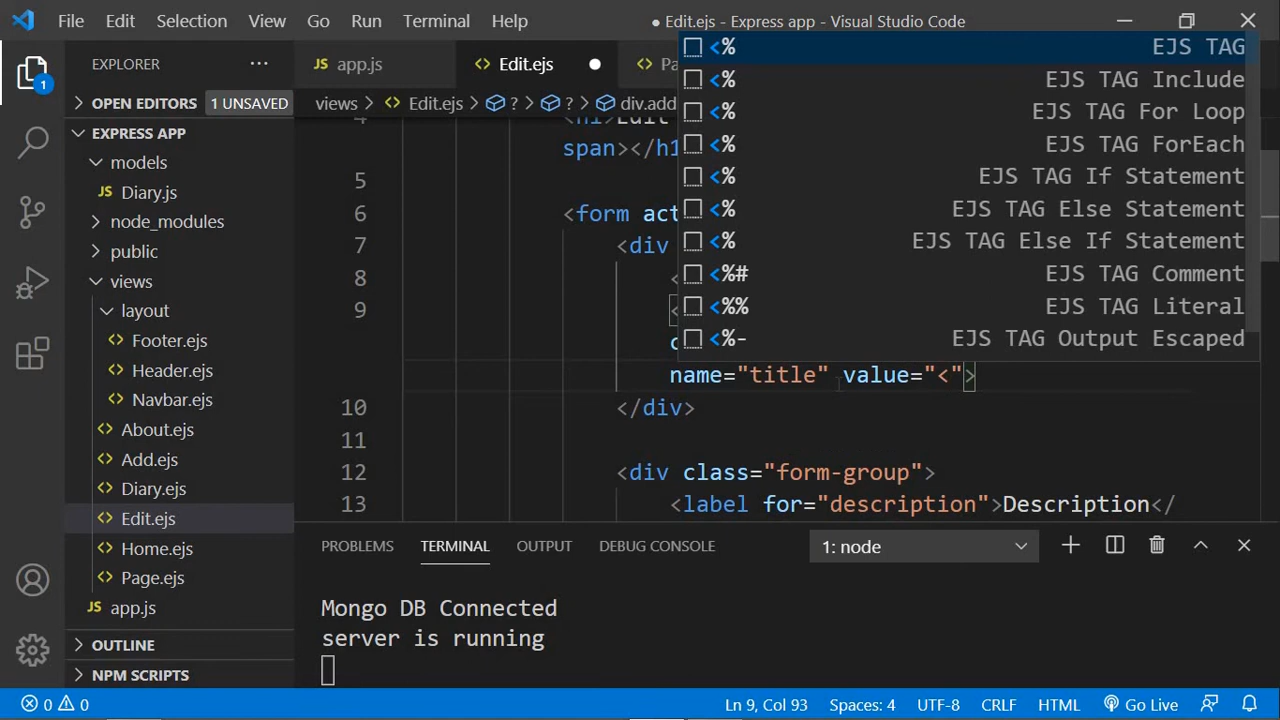 File Edit Selection View Go Run Terminal Help ● Edit.ejs - Express app - Visual Studio Code
EXPLORER ...
JS app.js <> Edit.ejs ● <> Pa
1
OPEN EDITORS 1 UNSAVED
EXPRESS APP
models
JS Diary.js
node_modules
public
views
layout
<> Footer.ejs
<> Header.ejs
<> Navbar.ejs
<> About.ejs
<> Add.ejs
<> Diary.ejs
<> Edit.ejs
<> Home.ejs
<> Page.ejs
JS app.js
OUTLINE
NPM SCRIPTS
views > <> Edit.ejs > ? > ? > div.add
4 <h1>Edit
span></h1
5
6 <form act
7 <div
8 <
9 <
name="title" value="<">
10 </div>
11
12 <div class="form-group">
13 <label for="description">Description</
<% EJS TAG
<% EJS TAG Include
<% EJS TAG For Loop
<% EJS TAG ForEach
<% EJS TAG If Statement
<% EJS TAG Else Statement
<% EJS TAG Else If Statement
<%# EJS TAG Comment
<%% EJS TAG Literal
<%- EJS TAG Output Escaped
PROBLEMS TERMINAL OUTPUT DEBUG CONSOLE 1: node
Mongo DB Connected
server is running
0 0 Ln 9, Col 93 Spaces: 4 UTF-8 CRLF HTML Go Live